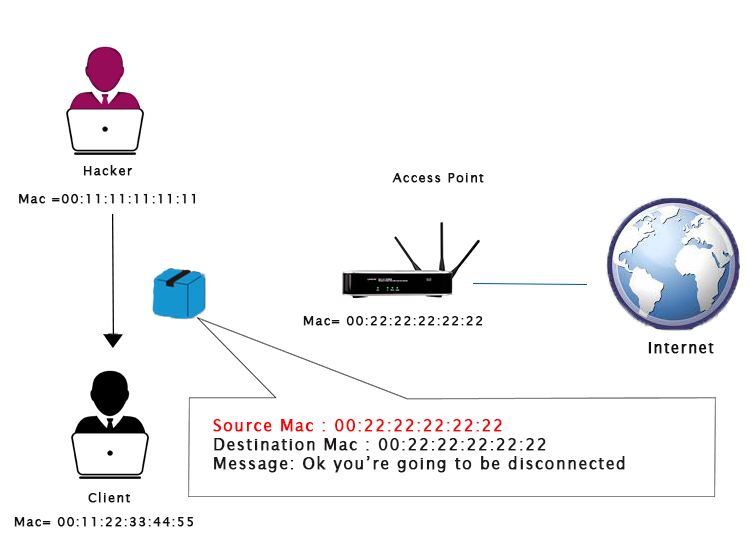 Hacker
Mac =00:11:11:11:11:11
Access Point
Mac= 00:22:22:22:22:22
Internet
Source Mac : 00:22:22:22:22:22
Destination Mac : 00:22:22:22:22:22
Message: Ok you're going to be disconnected
Client
Mac= 00:11:22:33:44:55